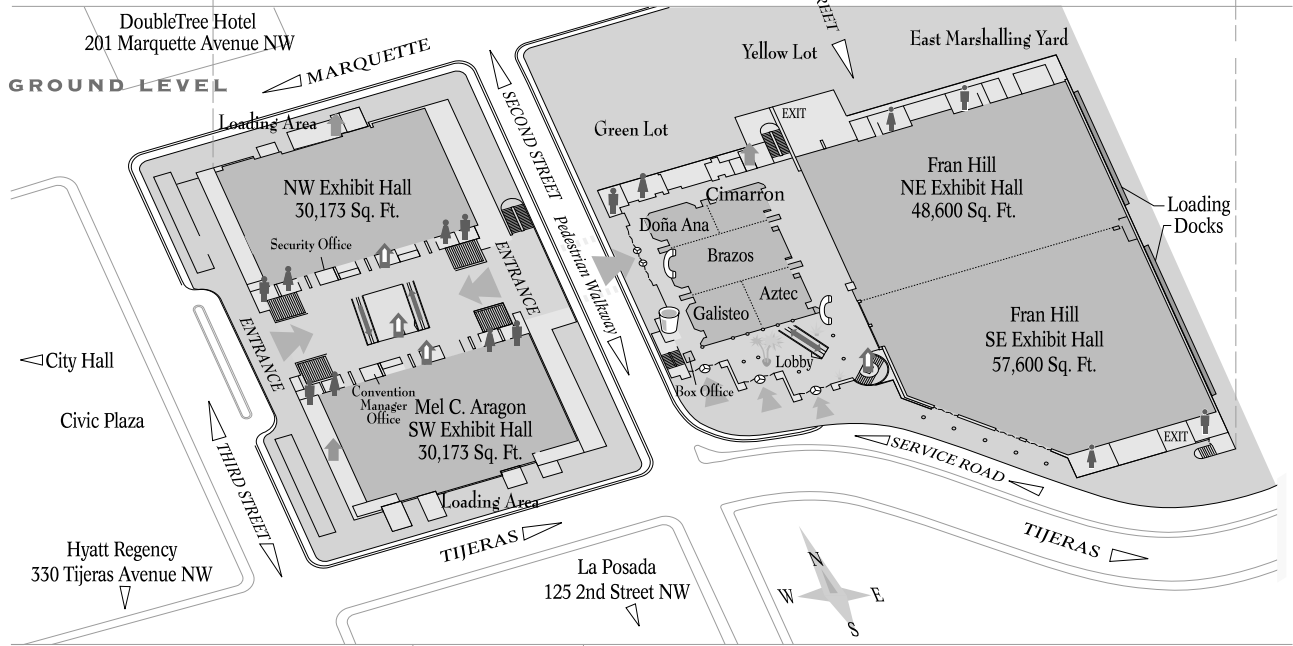 DoubleTree Hotel
201 Marquette Avenue NW
GROUND LEVEL
MARQUETTE
Loading Area
NW Exhibit Hall
30,173 Sq. Ft.
Security Office
ENTRANCE
ENTRANCE
SECOND STREET
Pedestrian Walkway
City Hall
Civic Plaza
Convention
Manager
Office
Mel C. Aragon
SW Exhibit Hall
30,173 Sq. Ft.
Loading Area
THIRD STREET
TIJERAS
Hyatt Regency
330 Tijeras Avenue NW
La Posada
125 2nd Street NW
Yellow Lot
East Marshalling Yard
Green Lot
EXIT
Cimarron
Doña Ana
Brazos
Aztec
Galisteo
Lobby
Box Office
Fran Hill
NE Exhibit Hall
48,600 Sq. Ft.
Loading
Docks
Fran Hill
SE Exhibit Hall
57,600 Sq. Ft.
EXIT
SERVICE ROAD
TIJERAS
N
W E
S